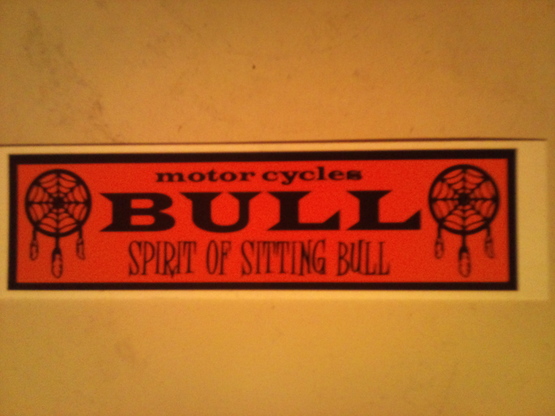 motor cycles
BULL
SPIRIT OF SITTING BULL